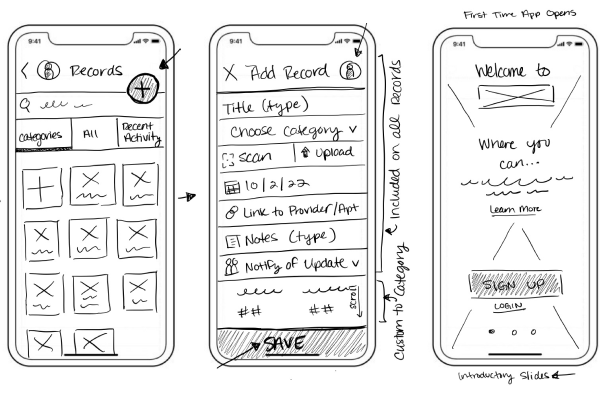 9:41
Records
+
Categories
All
Recent Activity
9:41
X Add Record
Title (type)
Choose category v
Scan
Upload
10/2/22
Link to Provider/Apt
Notes (type)
Notify of Update v
##
##
scroll
SAVE
Included on all Records
Custom to Category
First Time App Opens
9:41
Welcome to
Where you
can...
Learn More
SIGN UP
LOGIN
Introductory Slides